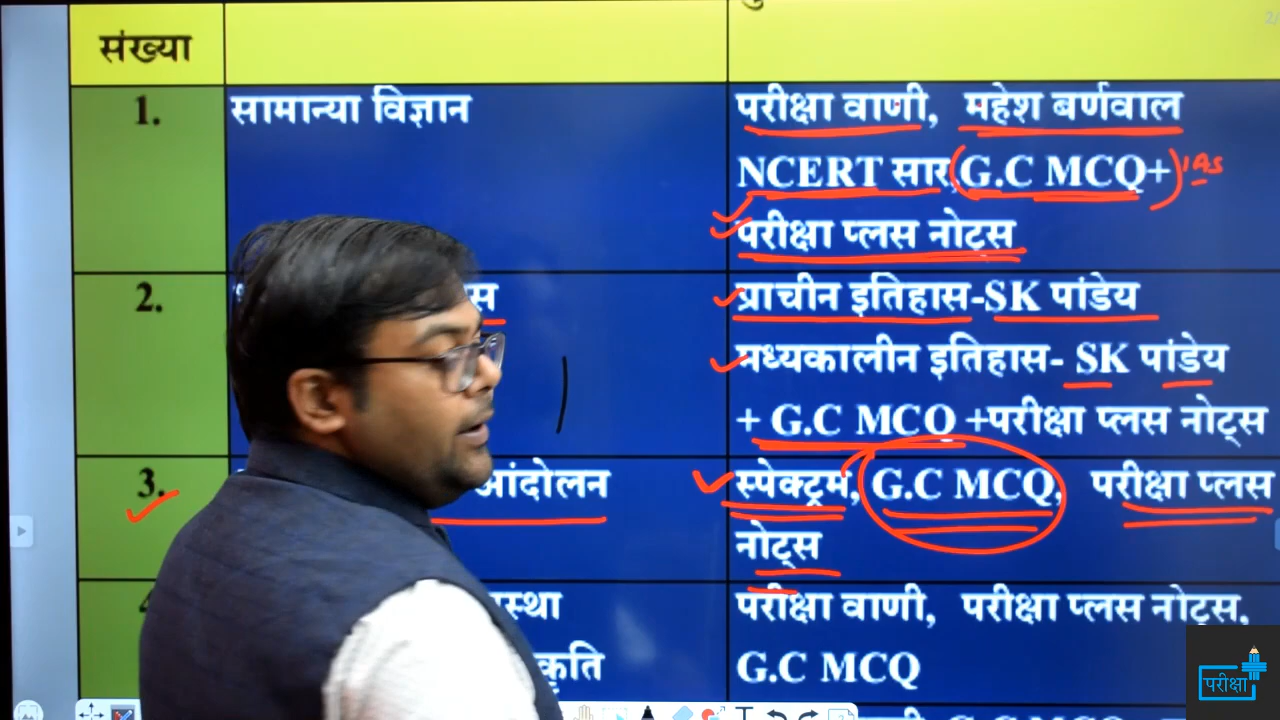 संख्या
1.
सामान्या विज्ञान
परीक्षा वाणी, महेश बर्णवाल
NCERT सार, G.C MCQ+ IAS
परीक्षा प्लस नोट्स
2.
स
प्राचीन इतिहास-SK पांडेय
मध्यकालीन इतिहास- SK पांडेय
+ G.C MCQ +परीक्षा प्लस नोट्स
3.
आंदोलन
स्पेक्ट्रम, G.C MCQ, परीक्षा प्लस
नोट्स
स्था
कृति
परीक्षा वाणी, परीक्षा प्लस नोट्स,
G.C MCQ
परीक्षा